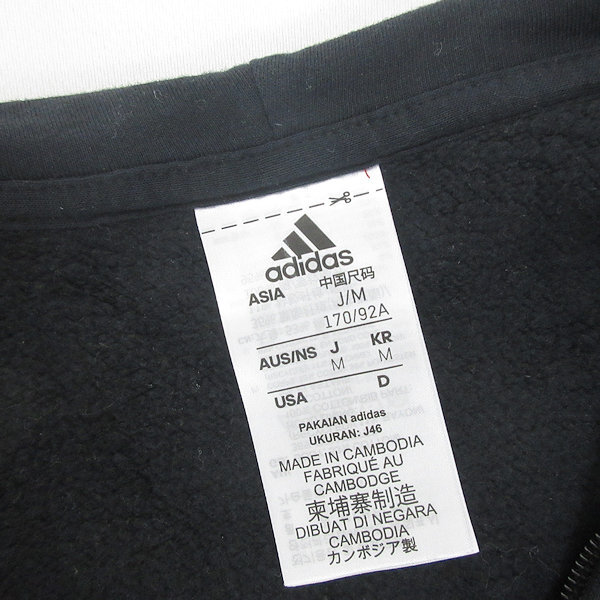 adidas
ASIA 中国尺码
J/M
170/92A
AUS/NS J KR
M M
USA D
PAKAIAN adidas
UKURAN: J46
MADE IN CAMBODIA
FABRIQUÉ AU
CAMBODGE
柬埔寨制造
DIBUAT DI NEGARA
CAMBODIA
カンボジア製